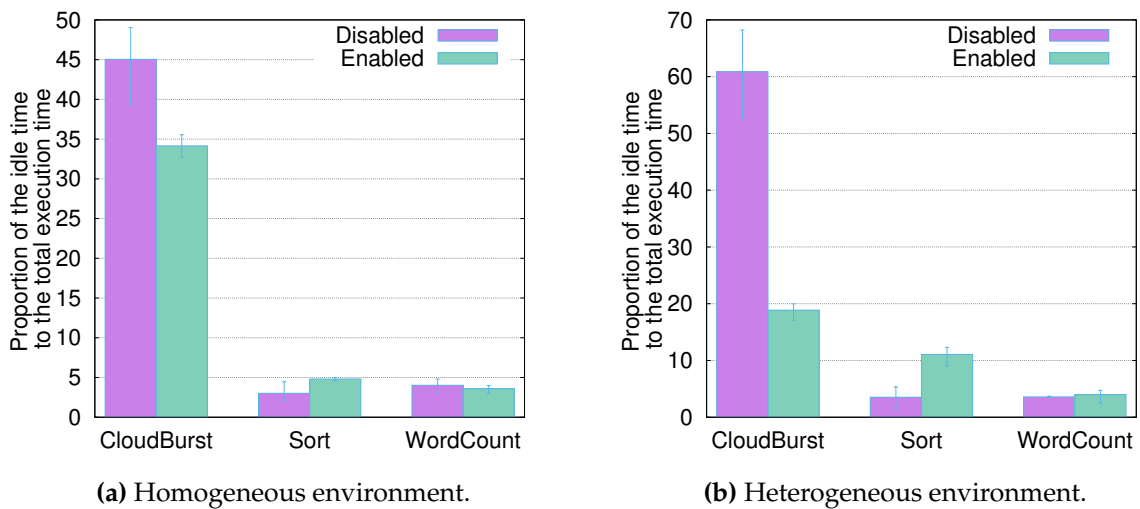 Proportion of the idle time
to the total execution time
50
45
40
35
30
25
20
15
10
5
0
Disabled
Enabled
CloudBurst Sort WordCount
(a) Homogeneous environment.
Proportion of the idle time
to the total execution time
70
60
50
40
30
20
10
0
Disabled
Enabled
CloudBurst Sort WordCount
(b) Heterogeneous environment.